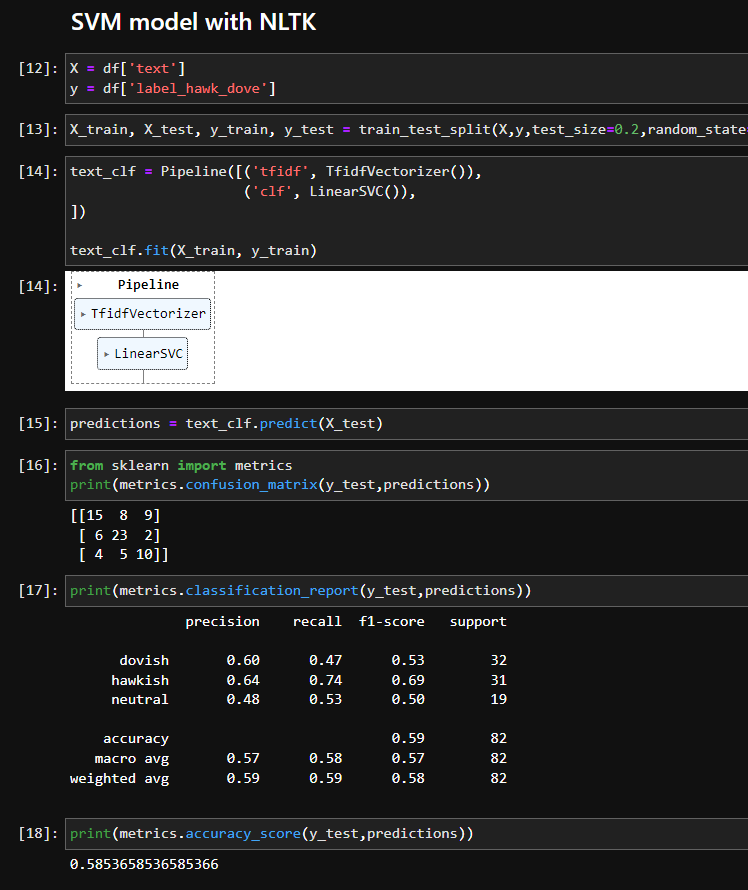 SVM model with NLTK
[12]: X = df['text']
y = df['label_hawk_dove']
[13]: X_train, X_test, y_train, y_test = train_test_split(X,y,test_size=0.2,random_state
[14]: text_clf = Pipeline([('tfidf', TfidfVectorizer()),
('clf', LinearSVC()),
])
text_clf.fit(X_train, y_train)
[14]: ▸ Pipeline
▸ TfidfVectorizer
▸ LinearSVC
[15]: predictions = text_clf.predict(X_test)
[16]: from sklearn import metrics
print(metrics.confusion_matrix(y_test,predictions))
[[15  8  9]
[ 6 23  2]
[ 4  5 10]]
[17]: print(metrics.classification_report(y_test,predictions))
precision recall f1-score support
dovish 0.60 0.47 0.53 32
hawkish 0.64 0.74 0.69 31
neutral 0.48 0.53 0.50 19
accuracy 0.59 82
macro avg 0.57 0.58 0.57 82
weighted avg 0.59 0.59 0.58 82
[18]: print(metrics.accuracy_score(y_test,predictions))
0.5853658536585366